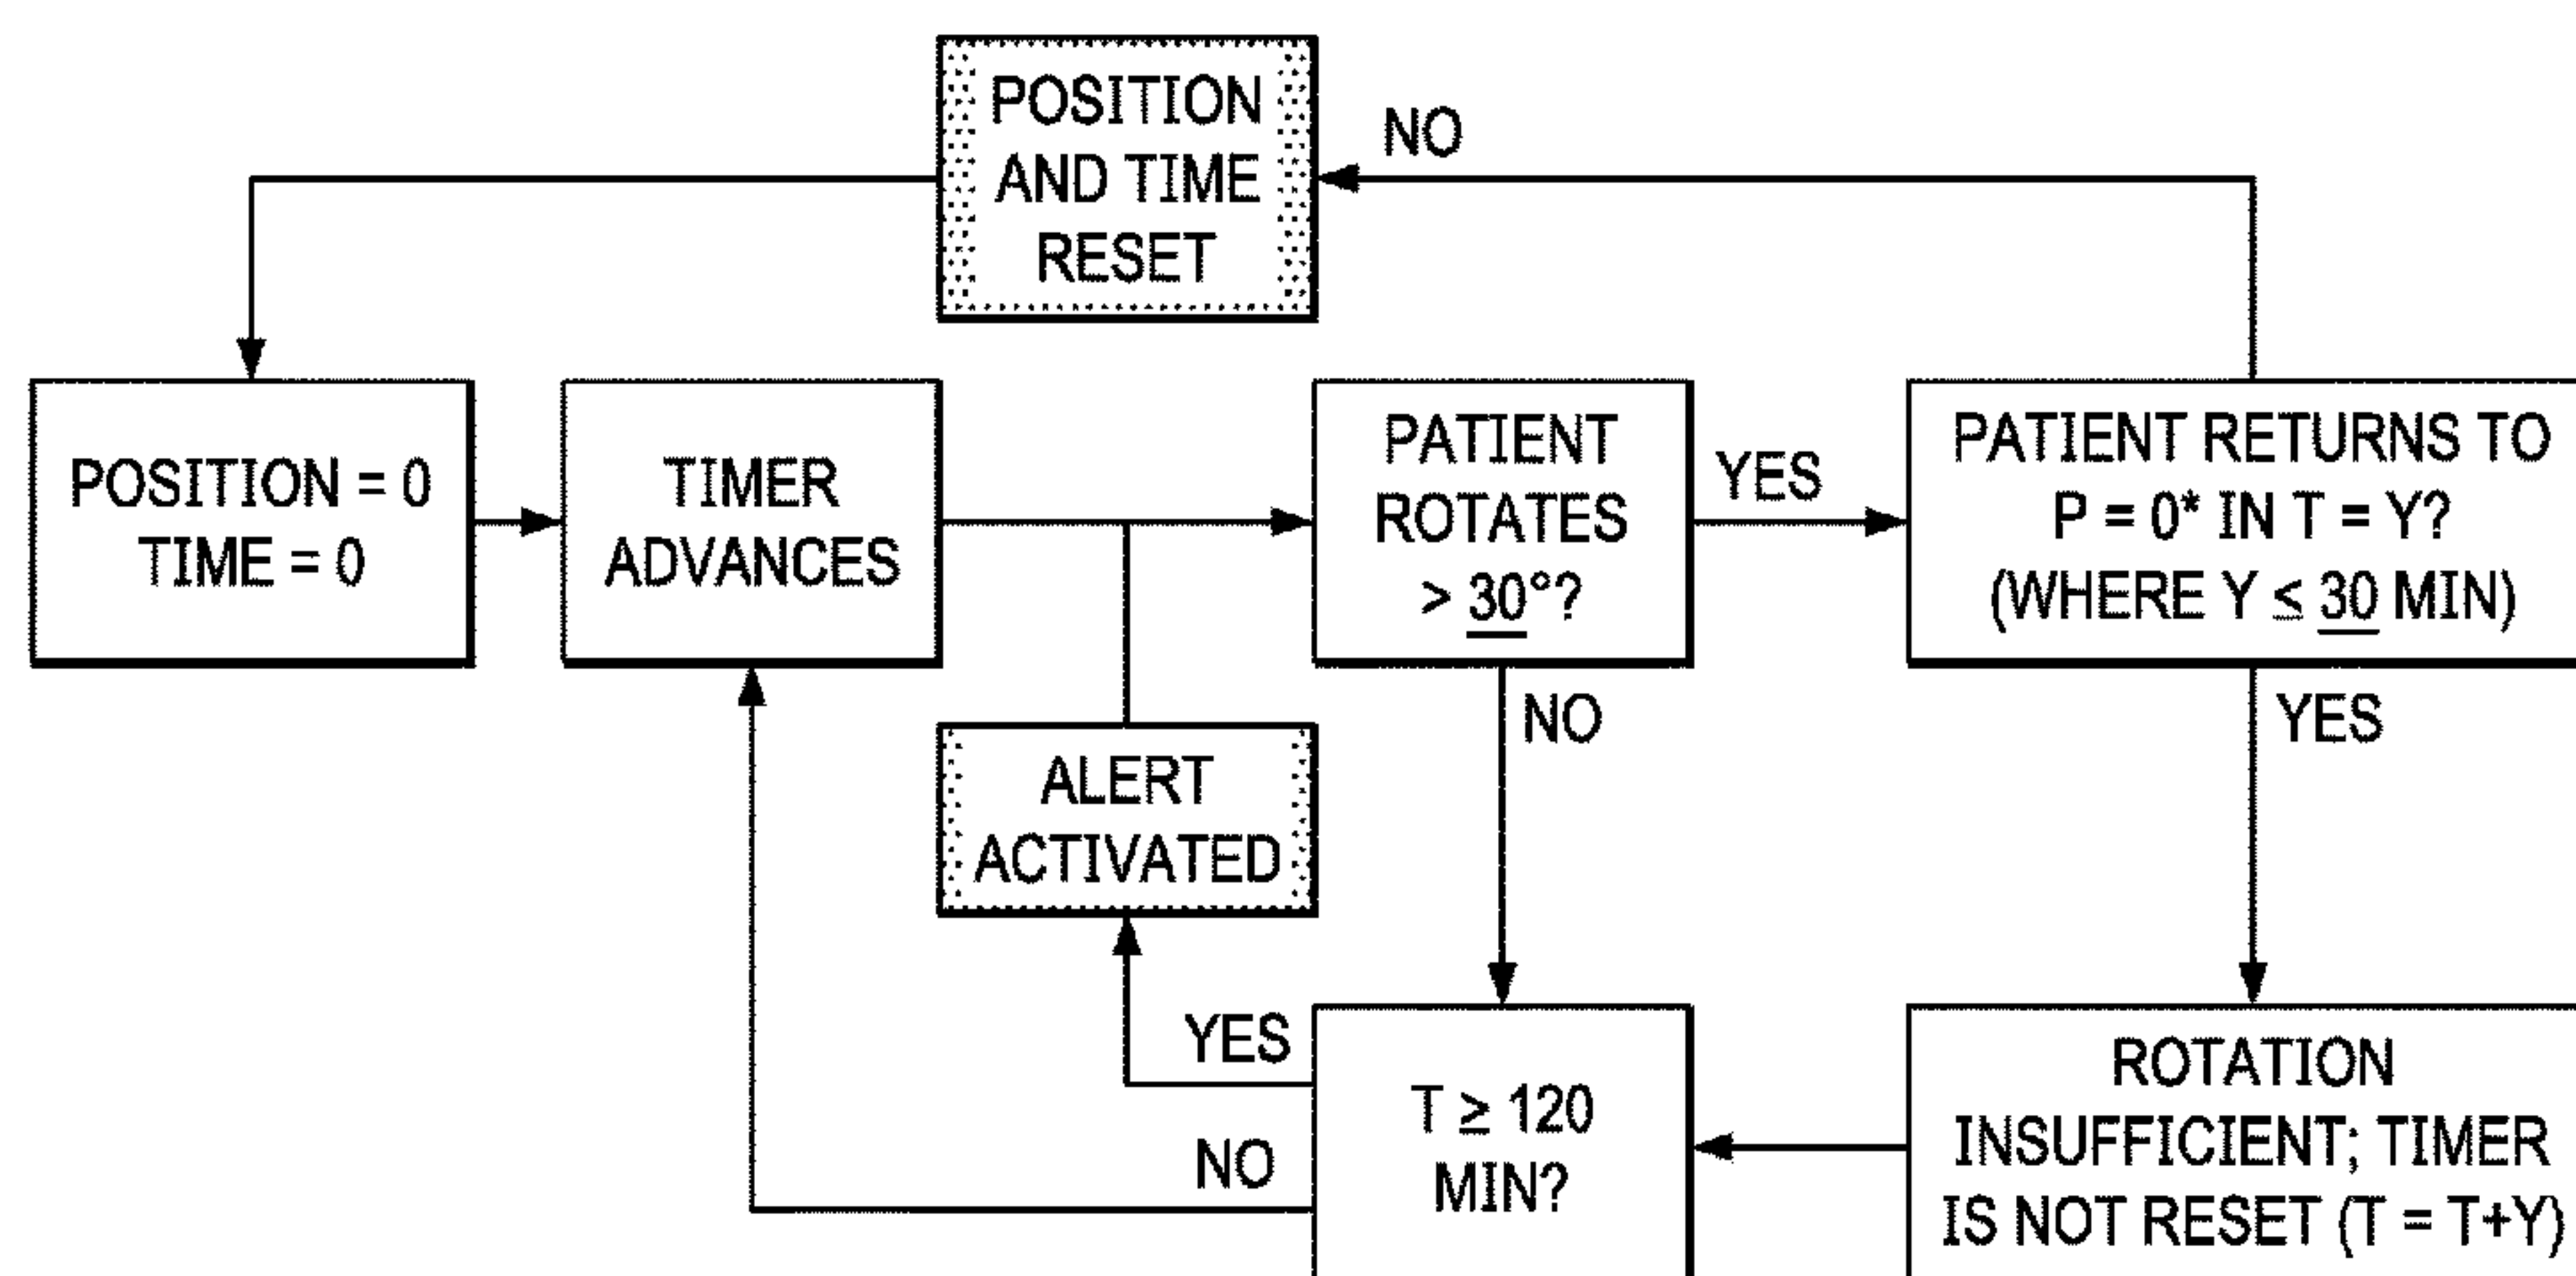 POSITION
AND TIME
RESET
NO
POSITION = 0
TIME = 0
TIMER
ADVANCES
PATIENT
ROTATES
> 30°?
YES
PATIENT RETURNS TO
P = 0* IN T = Y?
(WHERE Y ≤ 30 MIN)
NO
YES
ALERT
ACTIVATED
YES
NO
T ≥ 120
MIN?
ROTATION
INSUFFICIENT; TIMER
IS NOT RESET (T = T+Y)